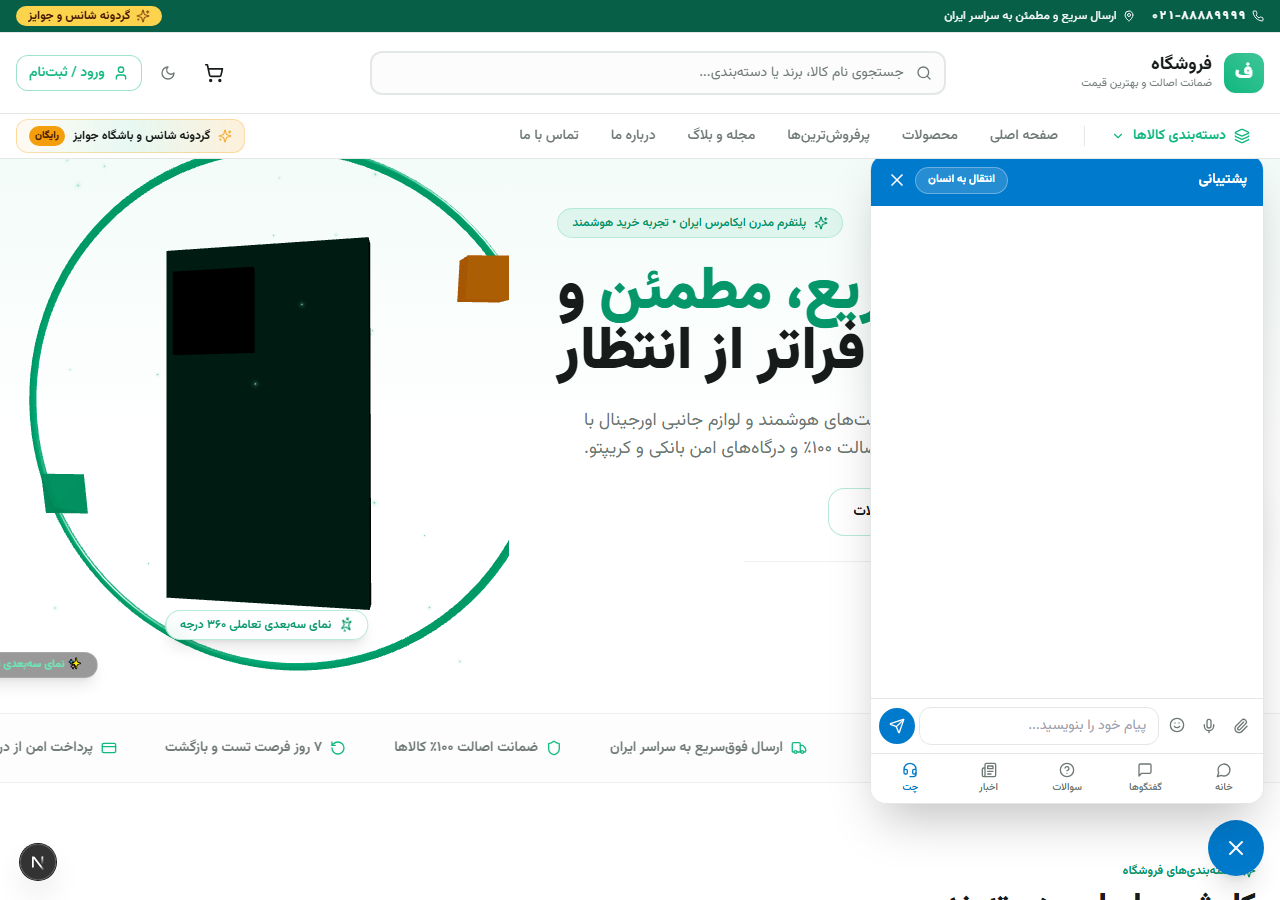 ۰۲۱-۸۸۸۸۹۹۹۹
ارسال سریع و مطمئن به سراسر ایران
گردونه شانس و جوایز
ف
فروشگاه
ضمانت اصالت و بهترین قیمت
جستجوی نام کالا، برند یا دسته‌بندی...
ورود / ثبت‌نام
دسته‌بندی کالاها
صفحه اصلی
محصولات
پرفروش‌ترین‌ها
مجله و بلاگ
درباره ما
تماس با ما
گردونه شانس و باشگاه جوایز
رایگان
پشتیبانی
انتقال به انسان
پلتفرم مدرن ایکامرس ایران • تجربه خرید هوشمند
مطمئن و
فراتر از انتظار
هوشمند و لوازم جانبی اورجینال با
۱۰۰٪ و درگاه‌های امن بانکی و کریپتو.
نمای سه‌بعدی تعاملی ۳۶۰ درجه
نمای سه‌بعدی
پیام خود را بنویسید...
خانه
گفتگوها
سوالات
اخبار
چت
ارسال فوق‌سریع به سراسر ایران
ضمانت اصالت ۱۰۰٪ کالاها
۷ روز فرصت تست و بازگشت
پرداخت امن از
N
دسته‌بندی‌های فروشگاه